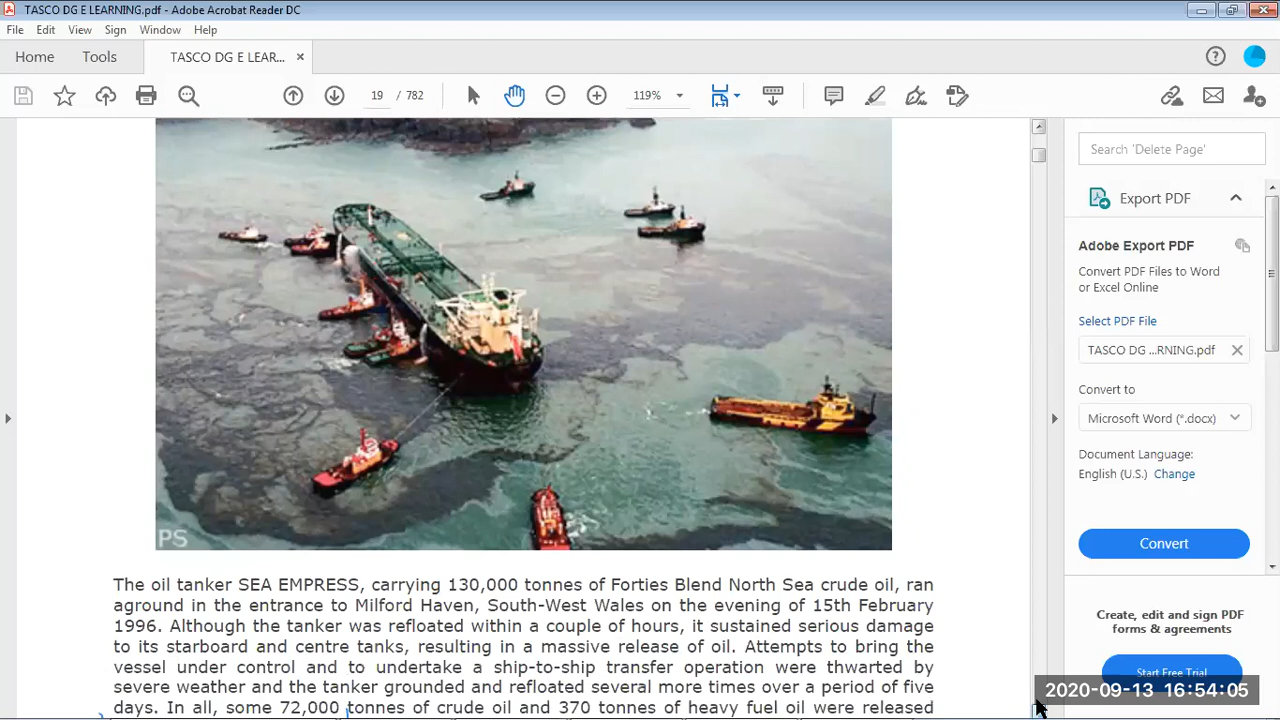 TASCO DG E LEARNING.pdf - Adobe Acrobat Reader DC
File Edit View Sign Window Help
Home Tools TASCO DG E LEAR... ×
19 / 782 119%
Search 'Delete Page'
Export PDF
Adobe Export PDF
Convert PDF Files to Word
or Excel Online
Select PDF File
TASCO DG ...RNING.pdf
Convert to
Microsoft Word (*.docx)
Document Language:
English (U.S.) Change
Convert
Create, edit and sign PDF
forms & agreements
Start Free Trial
PS
The oil tanker SEA EMPRESS, carrying 130,000 tonnes of Forties Blend North Sea crude oil, ran
aground in the entrance to Milford Haven, South-West Wales on the evening of 15th February
1996. Although the tanker was refloated within a couple of hours, it sustained serious damage
to its starboard and centre tanks, resulting in a massive release of oil. Attempts to bring the
vessel under control and to undertake a ship-to-ship transfer operation were thwarted by
severe weather and the tanker grounded and refloated several more times over a period of five
days. In all, some 72,000 tonnes of crude oil and 370 tonnes of heavy fuel oil were released
2020-09-13 16:54:05